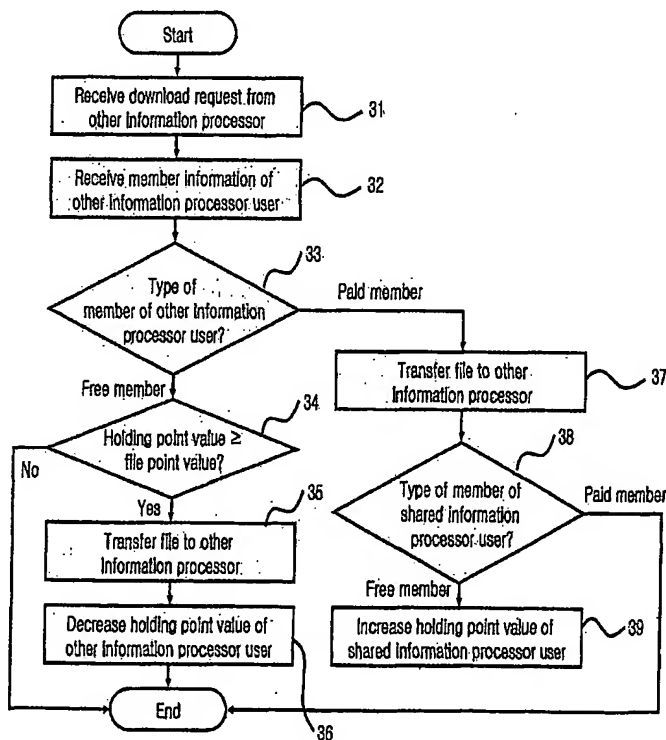 Start
Receive download request from
other information processor
31
Receive member information of
other information processor user
32
33
Type of
member of other information
processor user?
Paid member
Free member
Transfer file to other
information processor
37
34
Holding point value ≥
file point value?
No
Yes
38
Type of member of
shared information
processor user?
Paid member
Free member
35
Transfer file to other
information processor
Decrease holding point value of
other information processor user
36
Increase holding point value of
shared information processor user
39
End